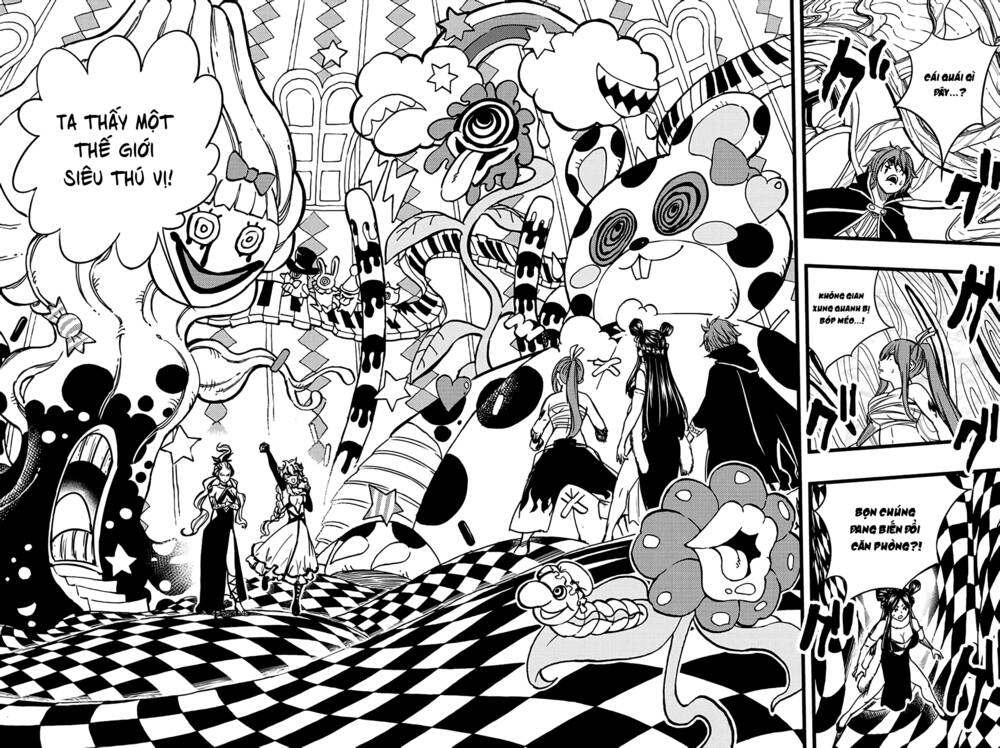 CÁI QUÁI GÌ
ĐÂY...?
KHÔNG GIAN
XUNG QUANH BỊ
BÓP MÉO...!
BỌN CHÚNG
ĐANG BIẾN ĐỔI
CĂN PHÒNG?!
TA THẤY MỘT
THẾ GIỚI
SIÊU THÚ VỊ!